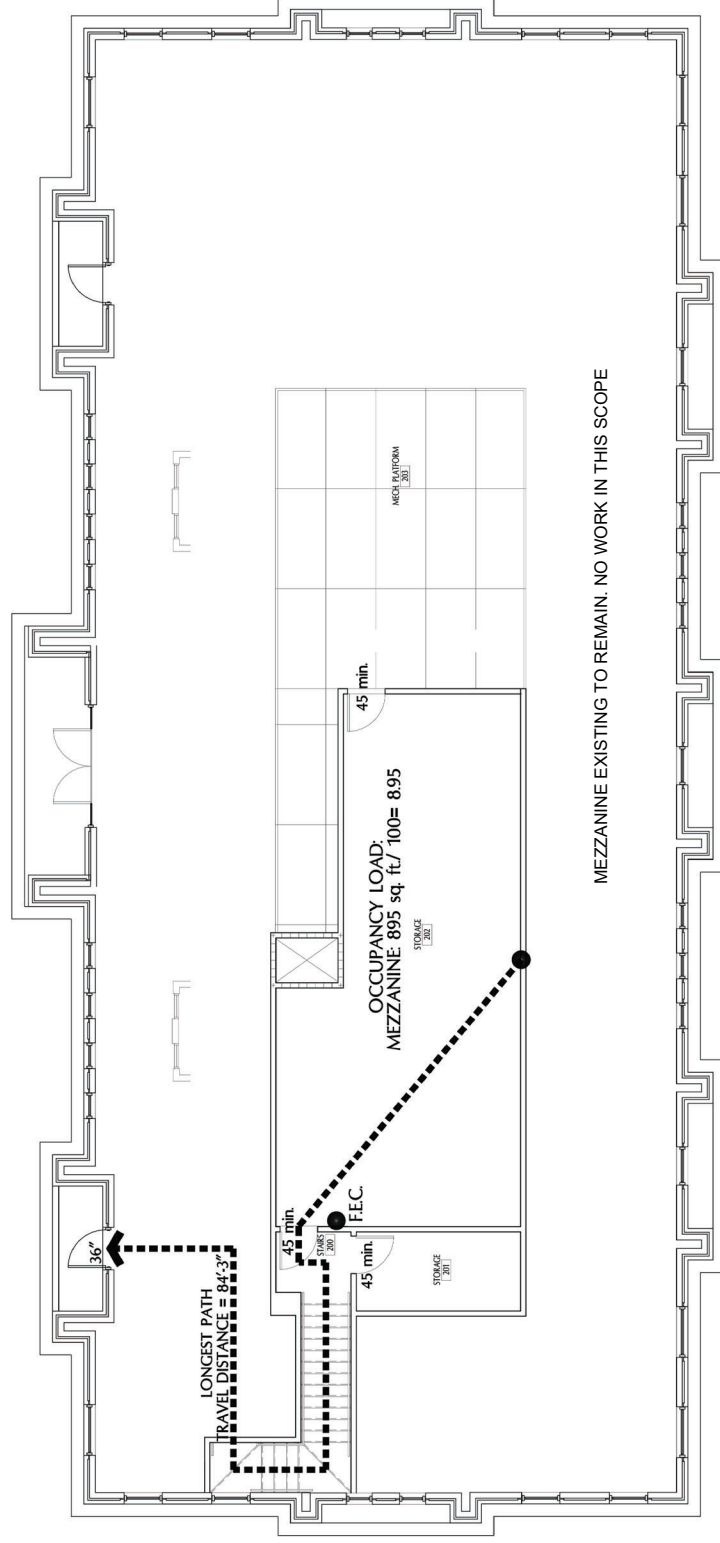 36"
LONGEST PATH
TRAVEL DISTANCE = 84'-3"
45 min.
STAIRS
200
F.E.C.
45 min.
STORAGE
201
OCCUPANCY LOAD:
MEZZANINE: 895 sq. ft./ 100= 8.95
STORAGE
202
45 min.
MECH. PLATFORM
203
MEZZANINE EXISTING TO REMAIN. NO WORK IN THIS SCOPE